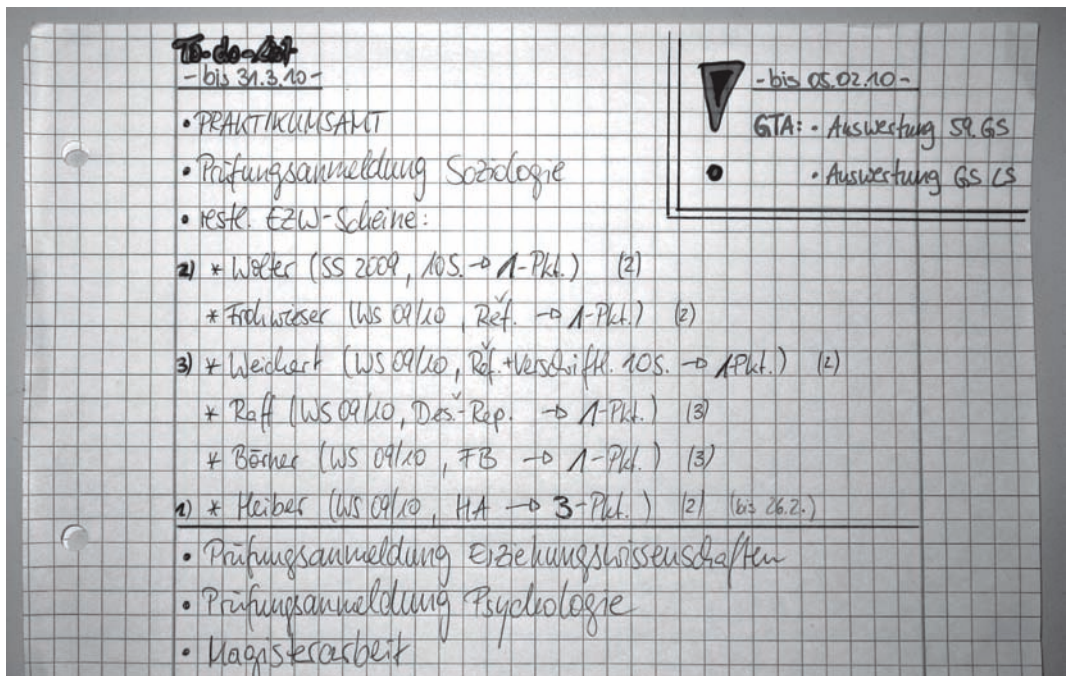 To-do-List
- bis 31.3.10 -
• PRAKTIKUMSAMT
• Prüfungsanmeldung Soziologie
• restl. EZW-Scheine:
2) * Wolter (SS 2009, 10S. → 1-Pkt.) (2)
* Frohwieser (WS 09/10, Ref. → 1-Pkt.) (2)
3) * Weichert (WS 09/10, Ref.+Verschriftl. 10S. → 1Pkt.) (2)
* Raff (WS 09/10, Des.-Rep. → 1-Pkt.) (3)
* Börner (WS 09/10, FB → 1-Pkt.) (3)
1) * Heiber (WS 09/10, HA → 3-Pkt.) (2) (bis 26.2.)
• Prüfungsanmeldung Erziehungswissenschaften
• Prüfungsanmeldung Psychologie
• Magisterarbeit
- bis 05.02.10 -
GTA: • Auswertung 59. GS
• Auswertung GS LS